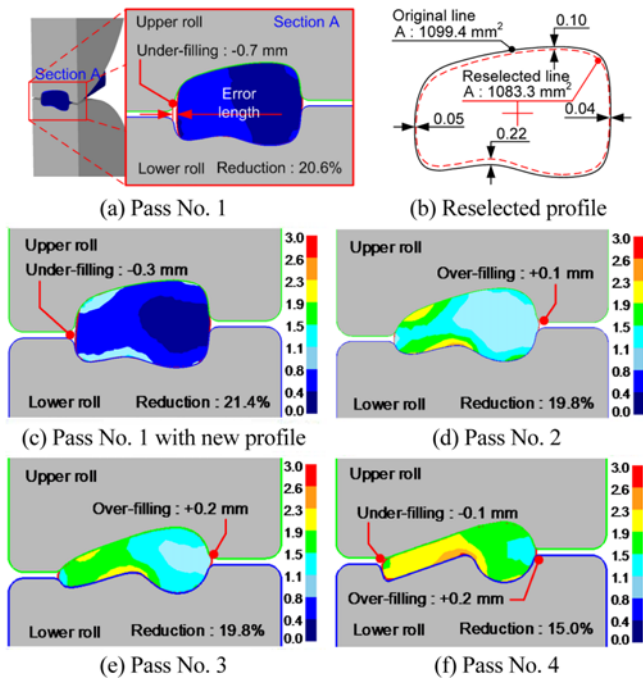 Upper roll
Section A
Under-filling : -0.7 mm
Section A
Error
length
Lower roll Reduction : 20.6%
(a) Pass No. 1
Original line
A : 1099.4 mm²
0.10
Reselected line
A : 1083.3 mm²
0.05
0.22
0.04
(b) Reselected profile
Upper roll
Under-filling : -0.3 mm
Lower roll Reduction : 21.4%
3.0
2.6
2.3
1.9
1.5
1.1
0.8
0.4
0.0
(c) Pass No. 1 with new profile
Upper roll
Over-filling : +0.1 mm
Lower roll Reduction : 19.8%
3.0
2.6
2.3
1.9
1.5
1.1
0.8
0.4
0.0
(d) Pass No. 2
Upper roll
Over-filling : +0.2 mm
Lower roll Reduction : 19.8%
3.0
2.6
2.3
1.9
1.5
1.1
0.8
0.4
0.0
(e) Pass No. 3
Upper roll
Under-filling : -0.1 mm
Over-filling : +0.2 mm
Lower roll Reduction : 15.0%
3.0
2.6
2.3
1.9
1.5
1.1
0.8
0.4
0.0
(f) Pass No. 4